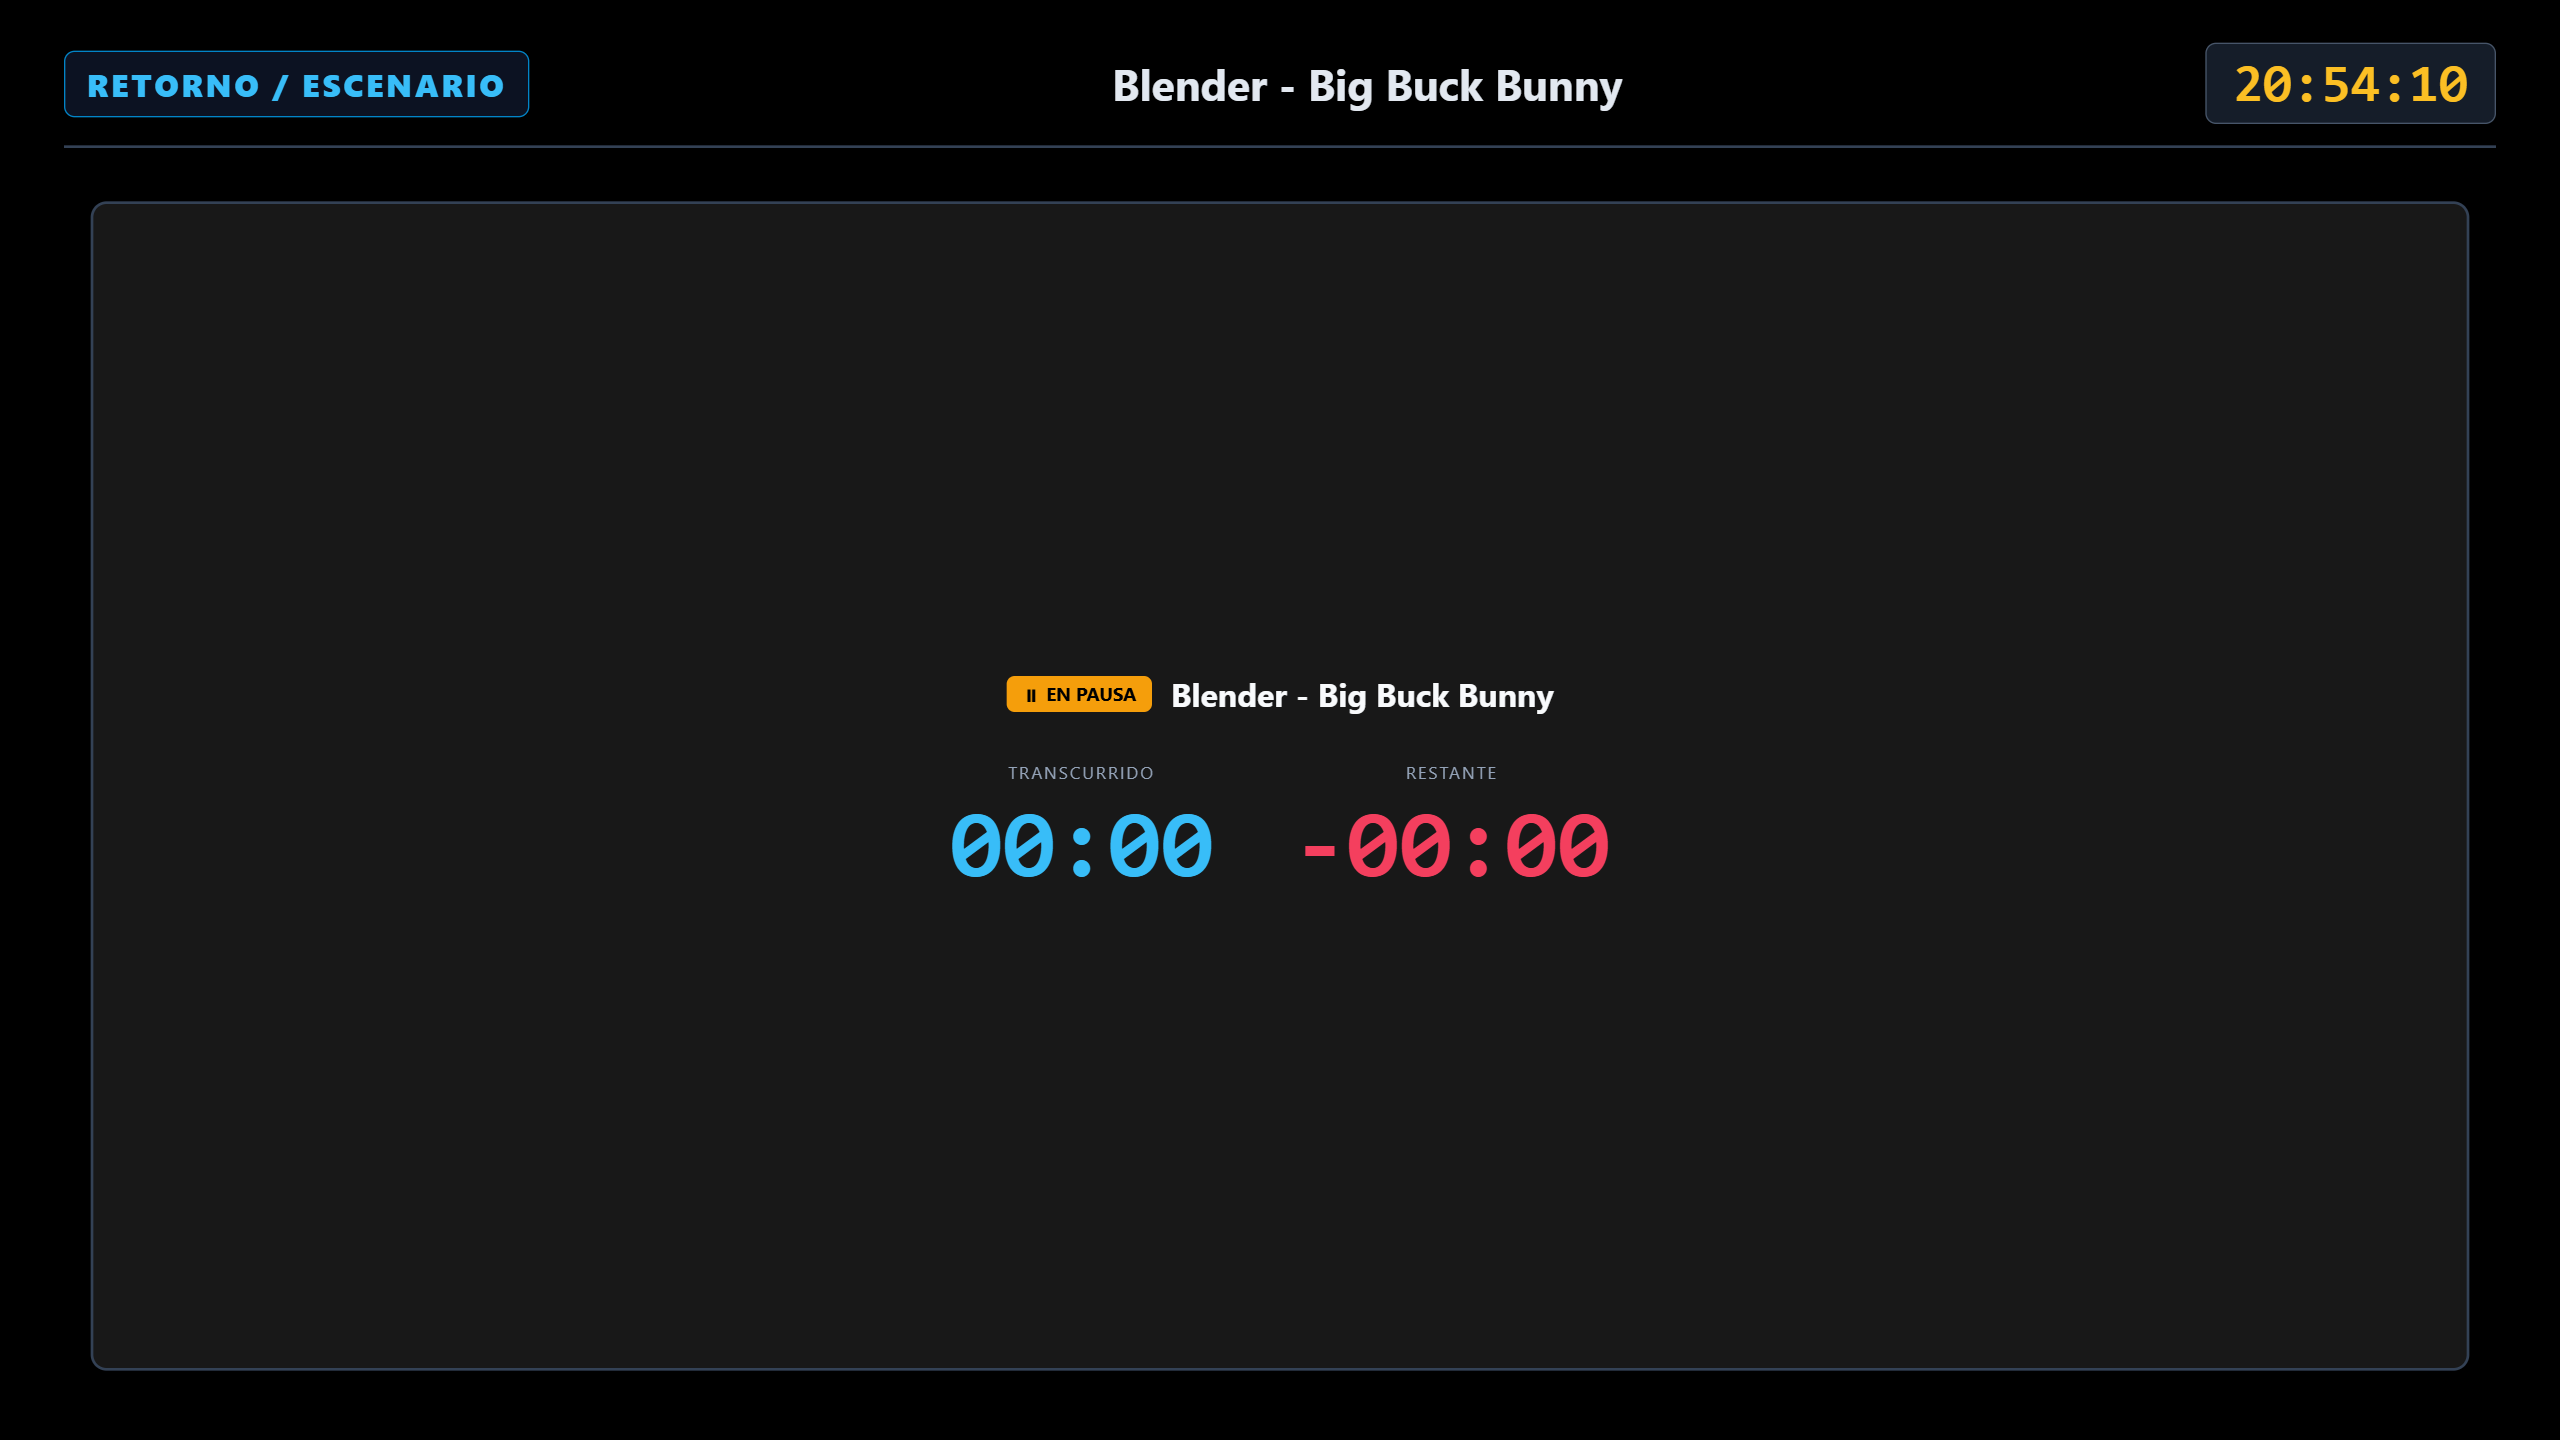 RETORNO / ESCENARIO
Blender - Big Buck Bunny
20:54:10
EN PAUSA
Blender - Big Buck Bunny
TRANSCURRIDO
RESTANTE
00:00
-00:00